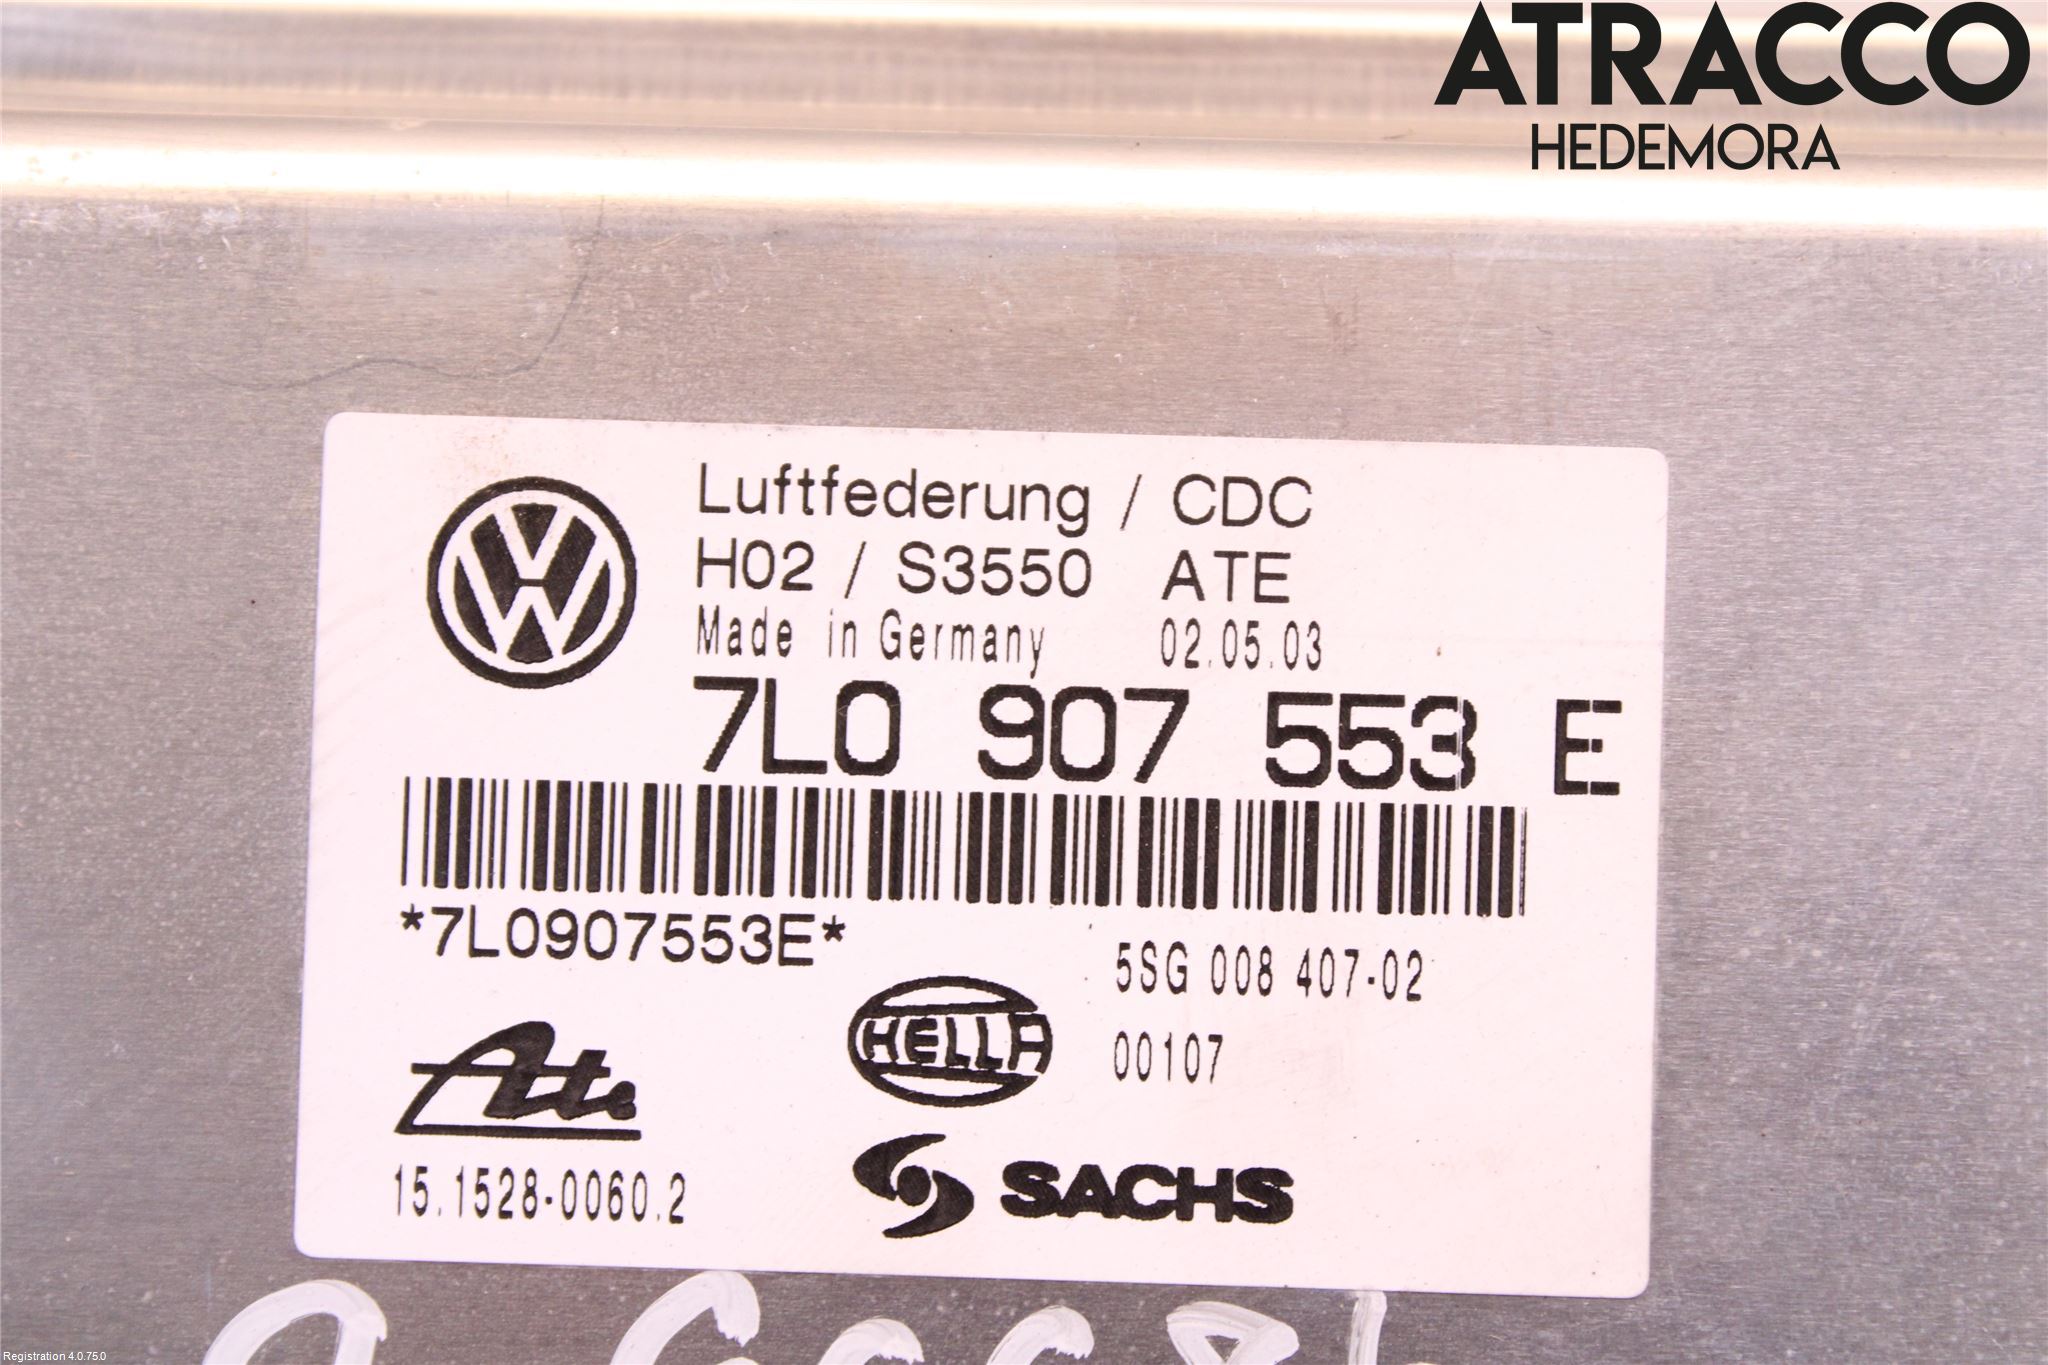 ATRACCO
HEDEMORA
Luftfederung / CDC
H02 / S3550 ATE
Made in Germany 02.05.03
7L0 907 553 E
*7L0907553E*
5SG 008 407-02
HELLA
00107
Ate
15.1528-0060.2
SACHS
Registration 4.0.75.0